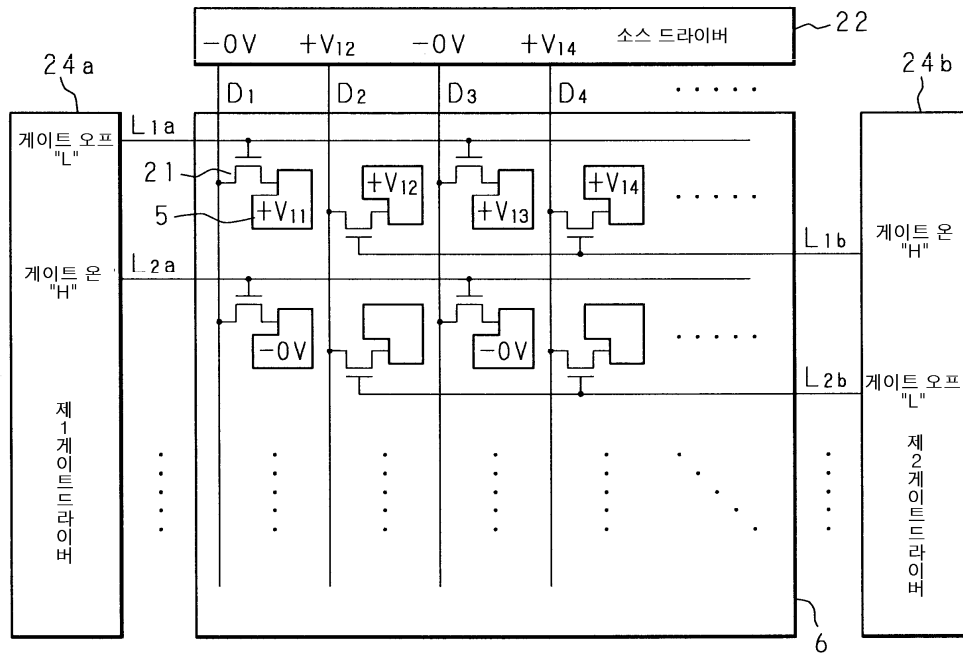 소스 드라이버
22
-0V +V12 -0V +V14
24a
24b
D1 D2 D3 D4
게이트 오프
"L"
L1a
21
5
+V11
+V12
+V13
+V14
L1b
게이트 온
"H"
게이트 온
"H"
L2a
-0V
-0V
L2b
게이트 오프
"L"
제1게이트드라이버
제2게이트드라이버
6